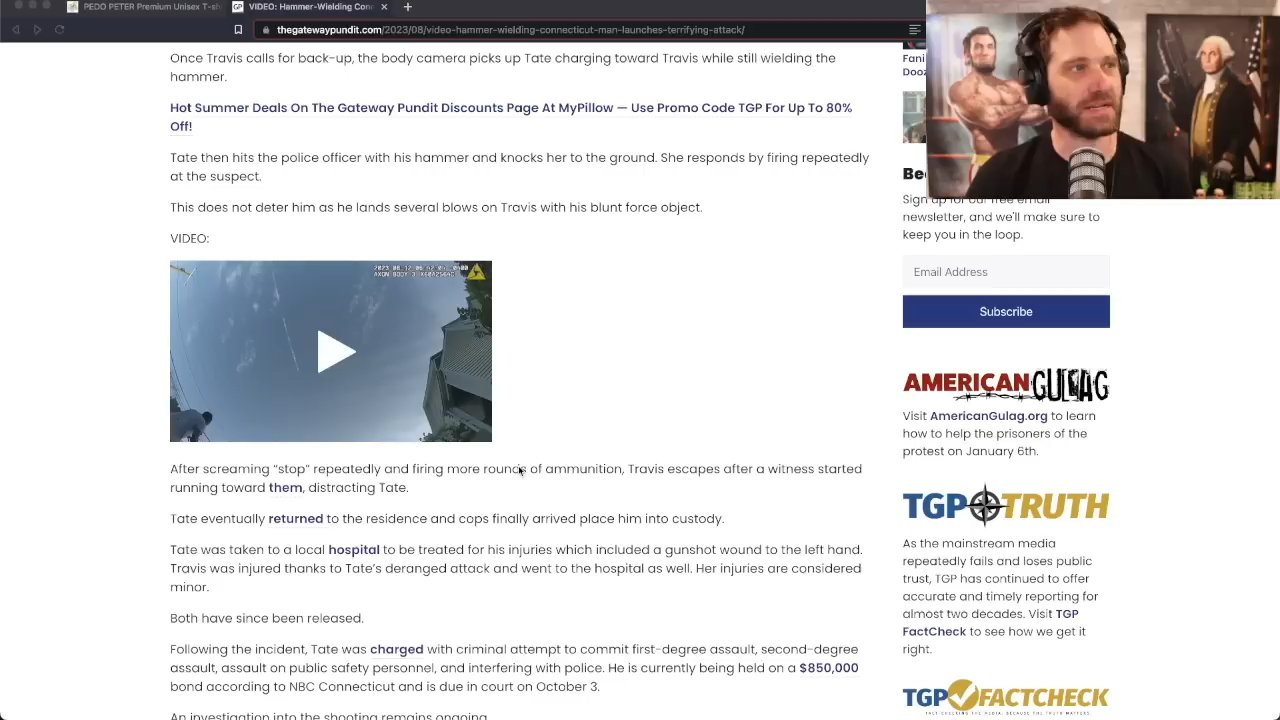 PEDO PETER Premium Unisex T-sh
GP VIDEO: Hammer-Wielding Con
thegatewaypundit.com/2023/08/video-hammer-wielding-connecticut-man-launches-terrifying-attack/
Once Travis calls for back-up, the body camera picks up Tate charging toward Travis while still wielding the
hammer.
Hot Summer Deals On The Gateway Pundit Discounts Page At MyPillow — Use Promo Code TGP For Up To 80%
Off!
Tate then hits the police officer with his hammer and knocks her to the ground. She responds by firing repeatedly
at the suspect.
This does not deter him as he lands several blows on Travis with his blunt force object.
VIDEO:
AXON BODY 3
After screaming “stop” repeatedly and firing more rounds of ammunition, Travis escapes after a witness started
running toward them, distracting Tate.
Tate eventually returned to the residence and cops finally arrived place him into custody.
Tate was taken to a local hospital to be treated for his injuries which included a gunshot wound to the left hand.
Travis was injured thanks to Tate’s deranged attack and went to the hospital as well. Her injuries are considered
minor.
Both have since been released.
Following the incident, Tate was charged with criminal attempt to commit first-degree assault, second-degree
assault, assault on public safety personnel, and interfering with police. He is currently being held on a $850,000
bond according to NBC Connecticut and is due in court on October 3.
An investigation into the shooting remains ongoing.
Fani
Dooz
Be
Sign up for our free email
newsletter, and we'll make sure to
keep you in the loop.
Email Address
Subscribe
AMERICAN GULAG
Visit AmericanGulag.org to learn
how to help the prisoners of the
protest on January 6th.
TGP TRUTH
As the mainstream media
repeatedly fails and loses public
trust, TGP has continued to offer
accurate and timely reporting for
almost two decades. Visit TGP
FactCheck to see how we get it
right.
TGP FACTCHECK
FACT CHECKING THE MEDIA, BECAUSE THE TRUTH MATTERS